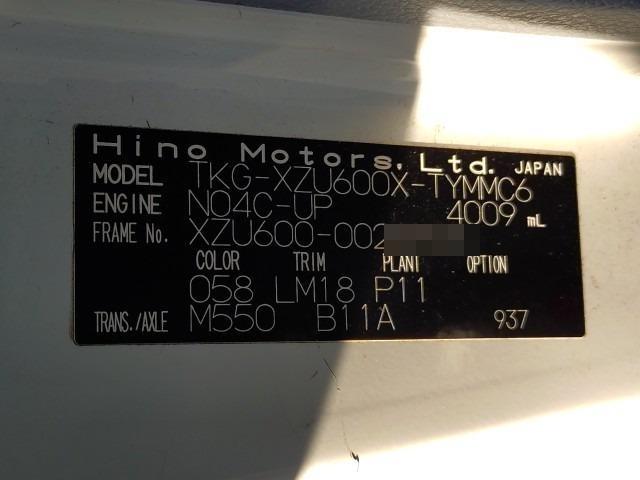 Hino Motors, Ltd. JAPAN
MODEL TKG-XZU600X-TYMMC6
ENGINE N04C-UP 4009 mL
FRAME No. XZU600-002
COLOR TRIM PLANT OPTION
058 LM18 P11
TRANS./AXLE M550 B11A 937